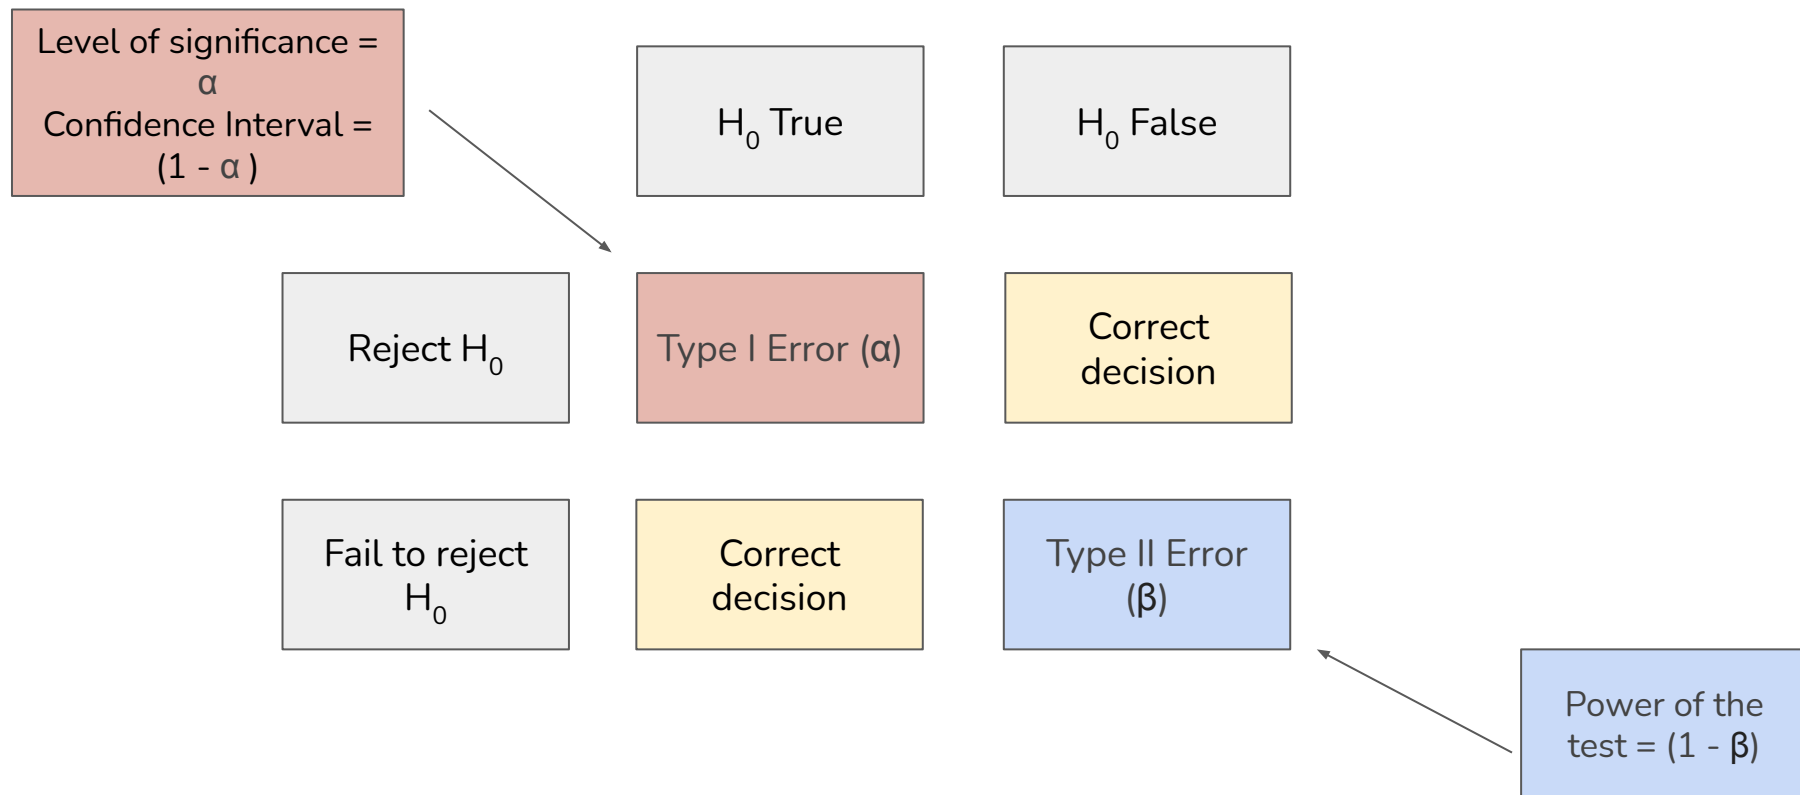 Level of significance =
α
Confidence Interval =
(1 - α )
H0 True
H0 False
Reject H0
Type I Error (α)
Correct
decision
Fail to reject
H0
Correct
decision
Type II Error
(β)
Power of the
test = (1 - β)